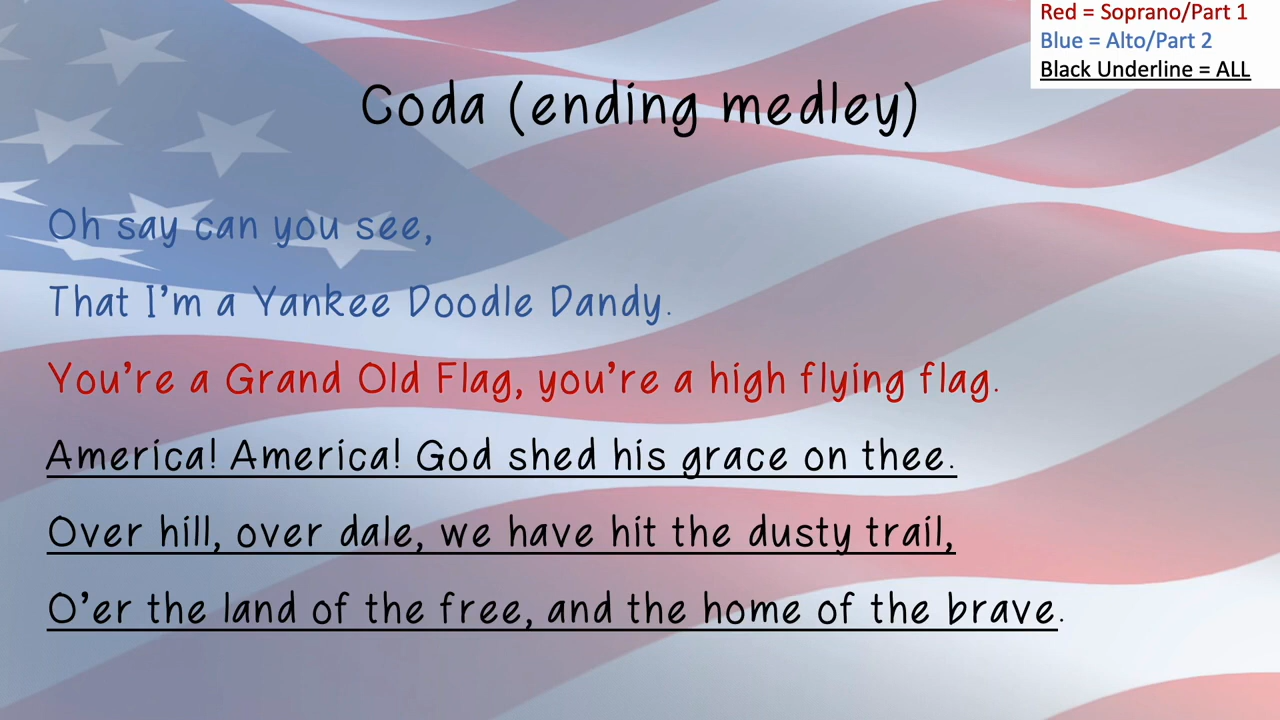 Red = Soprano/Part 1
Blue = Alto/Part 2
Black Underline = ALL
Coda (ending medley)
Oh say can you see,
That I'm a Yankee Doodle Dandy.
You're a Grand Old Flag, you're a high flying flag.
America! America! God shed his grace on thee.
Over hill, over dale, we have hit the dusty trail,
O'er the land of the free, and the home of the brave.